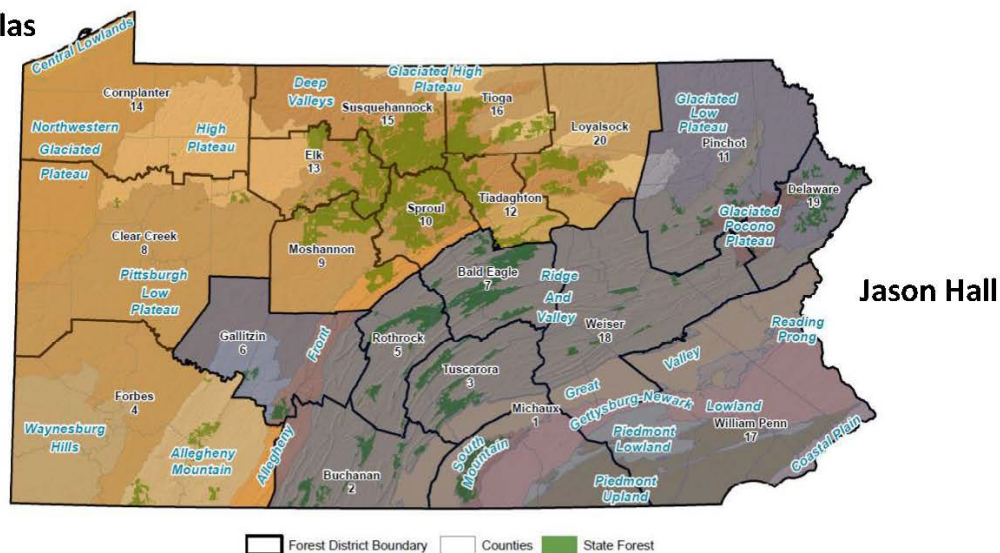 las
Central Lowlands
Cornplanter
14
Northwestern
Glaciated
Plateau
High
Plateau
Deep
Valleys
Susquehannock
15
Glaciated High
Plateau
Tioga
16
Loyalsock
20
Glaciated
Low
Plateau
Pinchot
11
Elk
13
Sproul
10
Tiadaghton
12
Delaware
19
Glaciated
Pocono
Plateau
Clear Creek
8
Moshannon
9
Pittsburgh
Low
Plateau
Bald Eagle
7
Ridge
And
Valley
Jason Hall
Gallitzin
6
Front
Rothrock
5
Weiser
18
Reading
Prong
Tuscarora
3
Valley
Forbes
4
Great
Michaux
1
Gettysburg-Newark
Lowland
William Penn
17
Waynesburg
Hills
Allegheny
Mountain
Allegheny
South
Mountain
Piedmont
Lowland
Coastal Plain
Buchanan
2
Piedmont
Upland
Forest District Boundary
Counties
State Forest